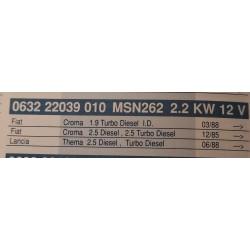 0632 22039 010 MSN262 2.2 KW 12 V
Fiat Croma 1.9 Turbo Diesel I.D. 03/88 →
Fiat Croma 2.5 Diesel , 2.5 Turbo Diesel 12/85 →
Lancia Thema 2.5 Diesel , Turbo Diesel 06/88 →